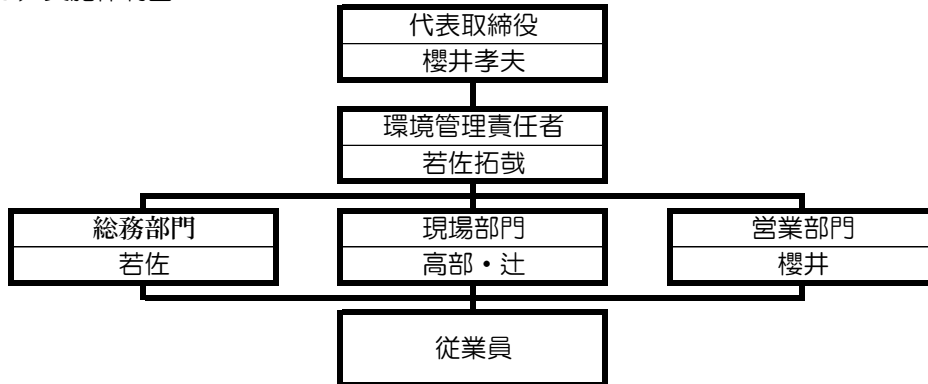 代表取締役
櫻井孝夫
環境管理責任者
若佐拓哉
総務部門
若佐
現場部門
高部・辻
営業部門
櫻井
従業員